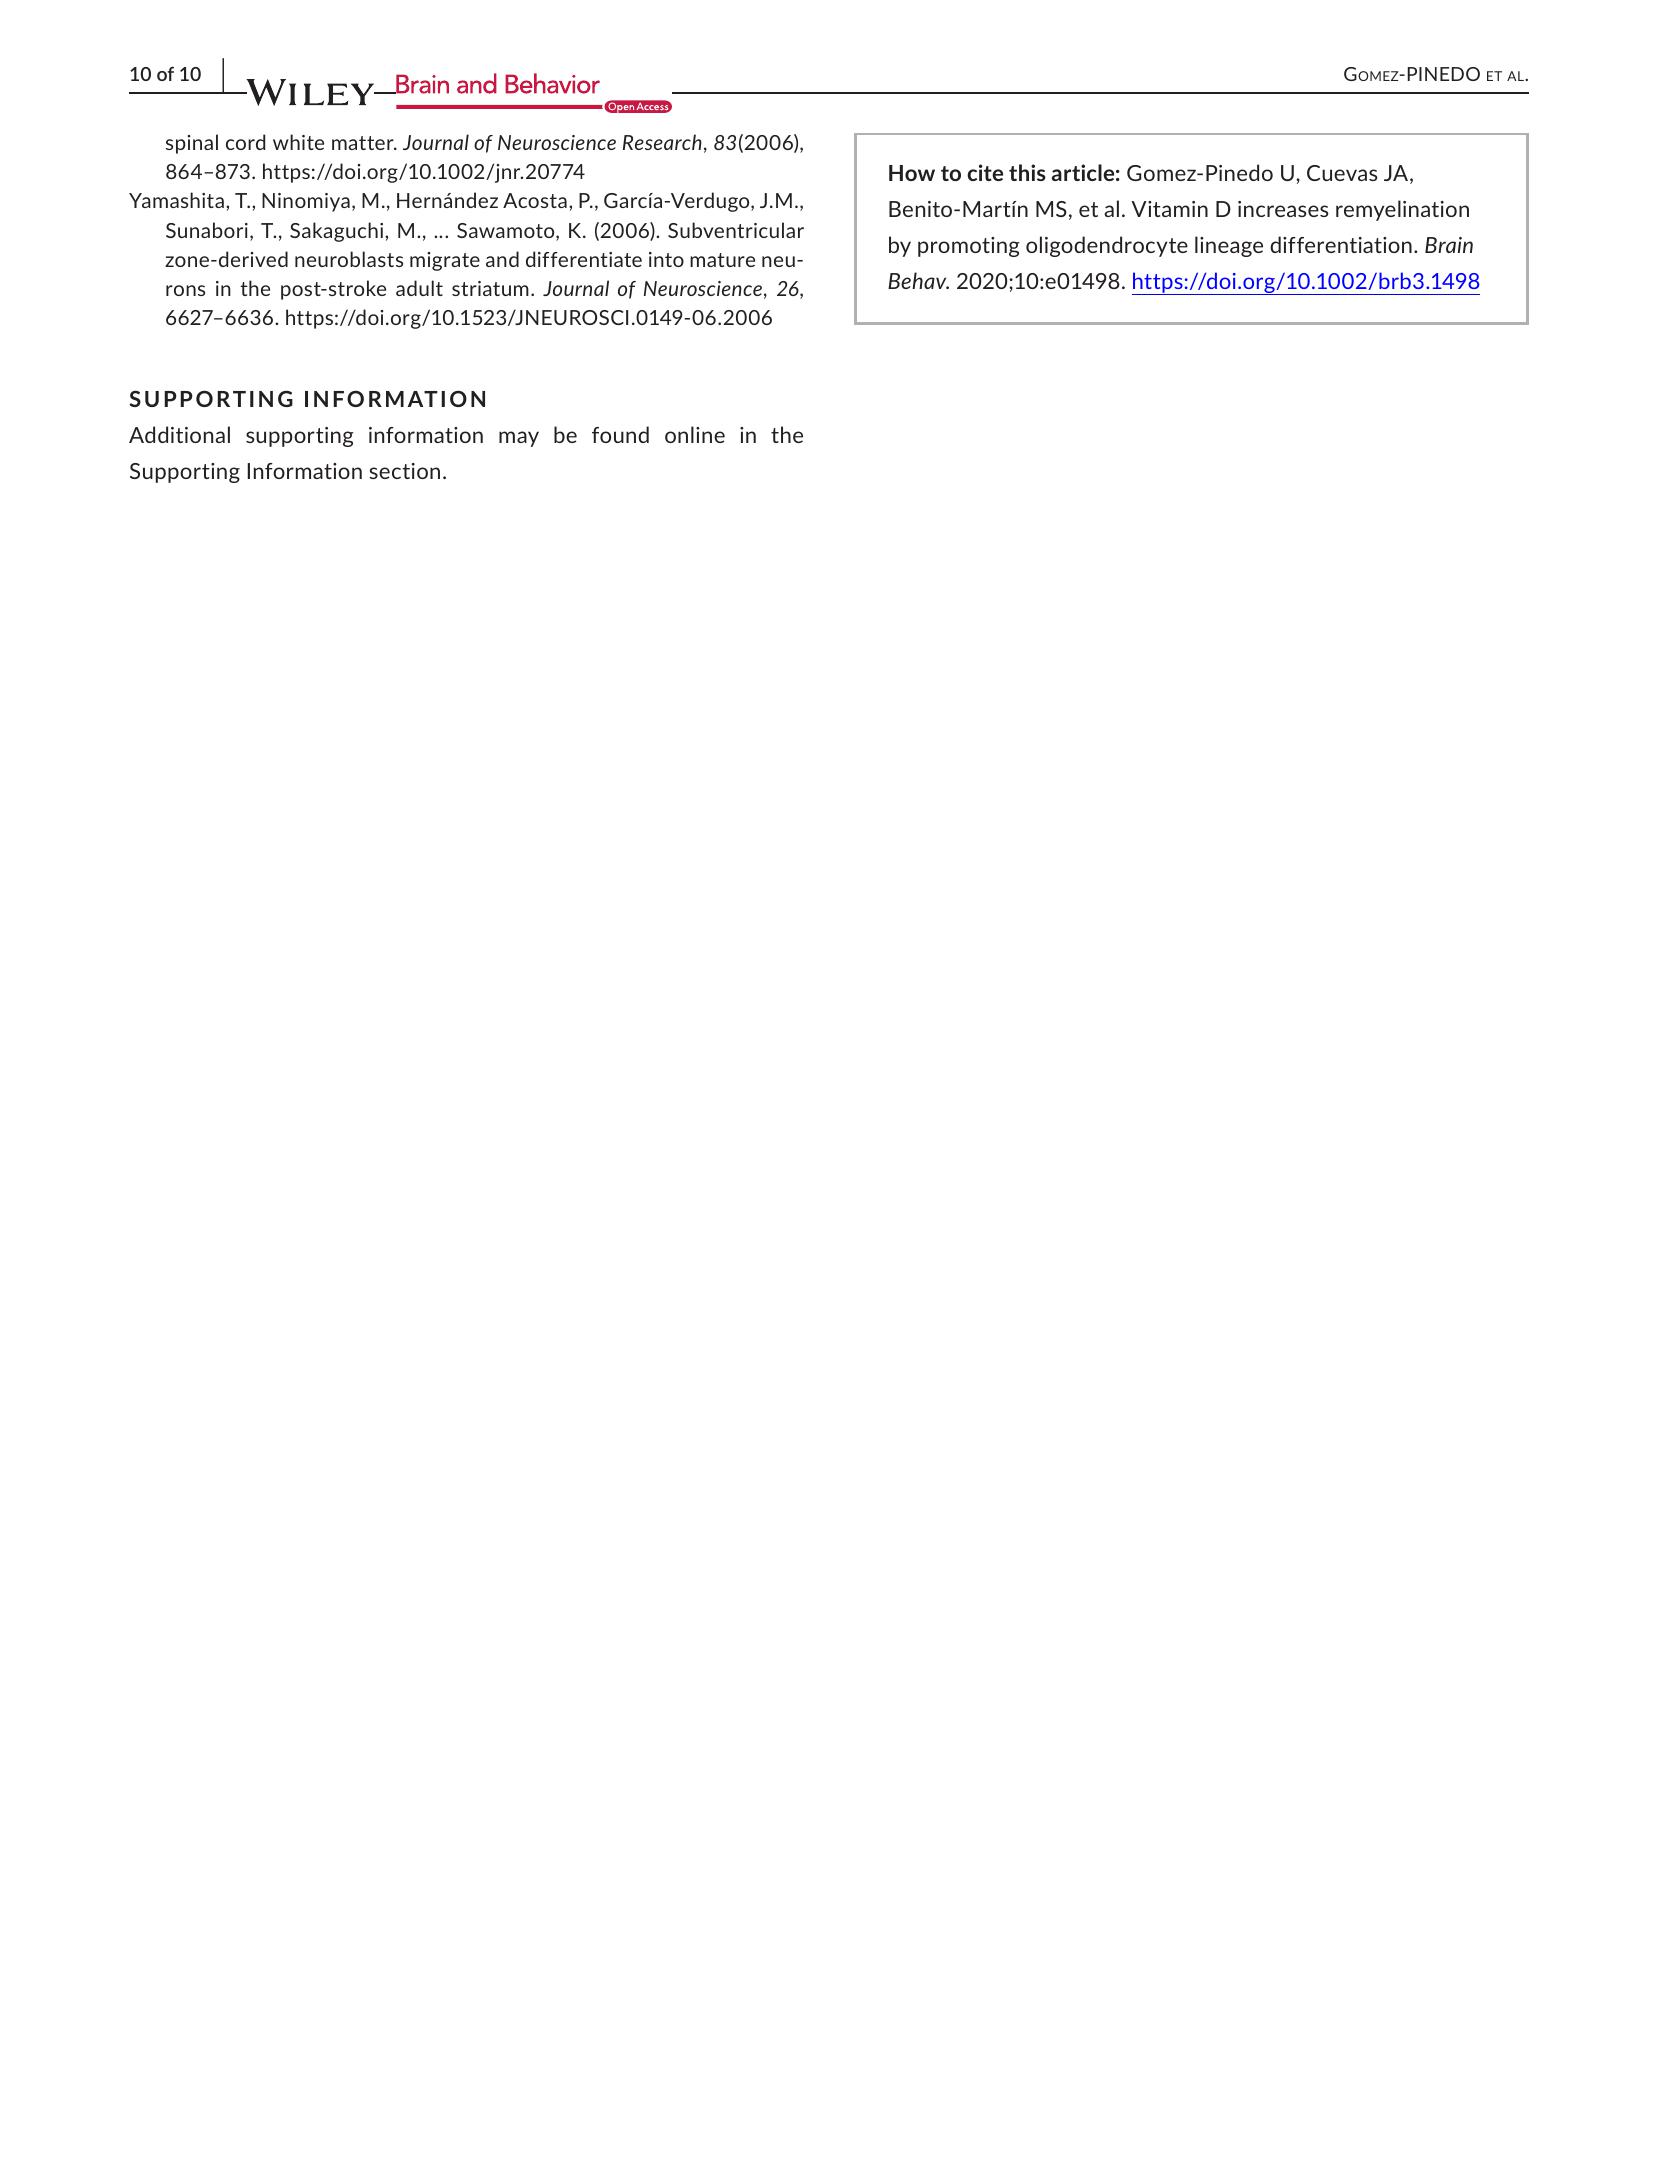 10 of 10
WILEY
Brain and Behavior
Open Access
GOMEZ-PINEDO ET AL.
spinal cord white matter. Journal of Neuroscience Research, 83(2006),
864–873. https://doi.org/10.1002/jnr.20774
Yamashita, T., Ninomiya, M., Hernández Acosta, P., García-Verdugo, J.M.,
Sunabori, T., Sakaguchi, M., ... Sawamoto, K. (2006). Subventricular
zone-derived neuroblasts migrate and differentiate into mature neu-
rons in the post-stroke adult striatum. Journal of Neuroscience, 26,
6627–6636. https://doi.org/10.1523/JNEUROSCI.0149-06.2006
SUPPORTING INFORMATION
Additional supporting information may be found online in the
Supporting Information section.
How to cite this article: Gomez-Pinedo U, Cuevas JA,
Benito-Martín MS, et al. Vitamin D increases remyelination
by promoting oligodendrocyte lineage differentiation. Brain
Behav. 2020;10:e01498. https://doi.org/10.1002/brb3.1498